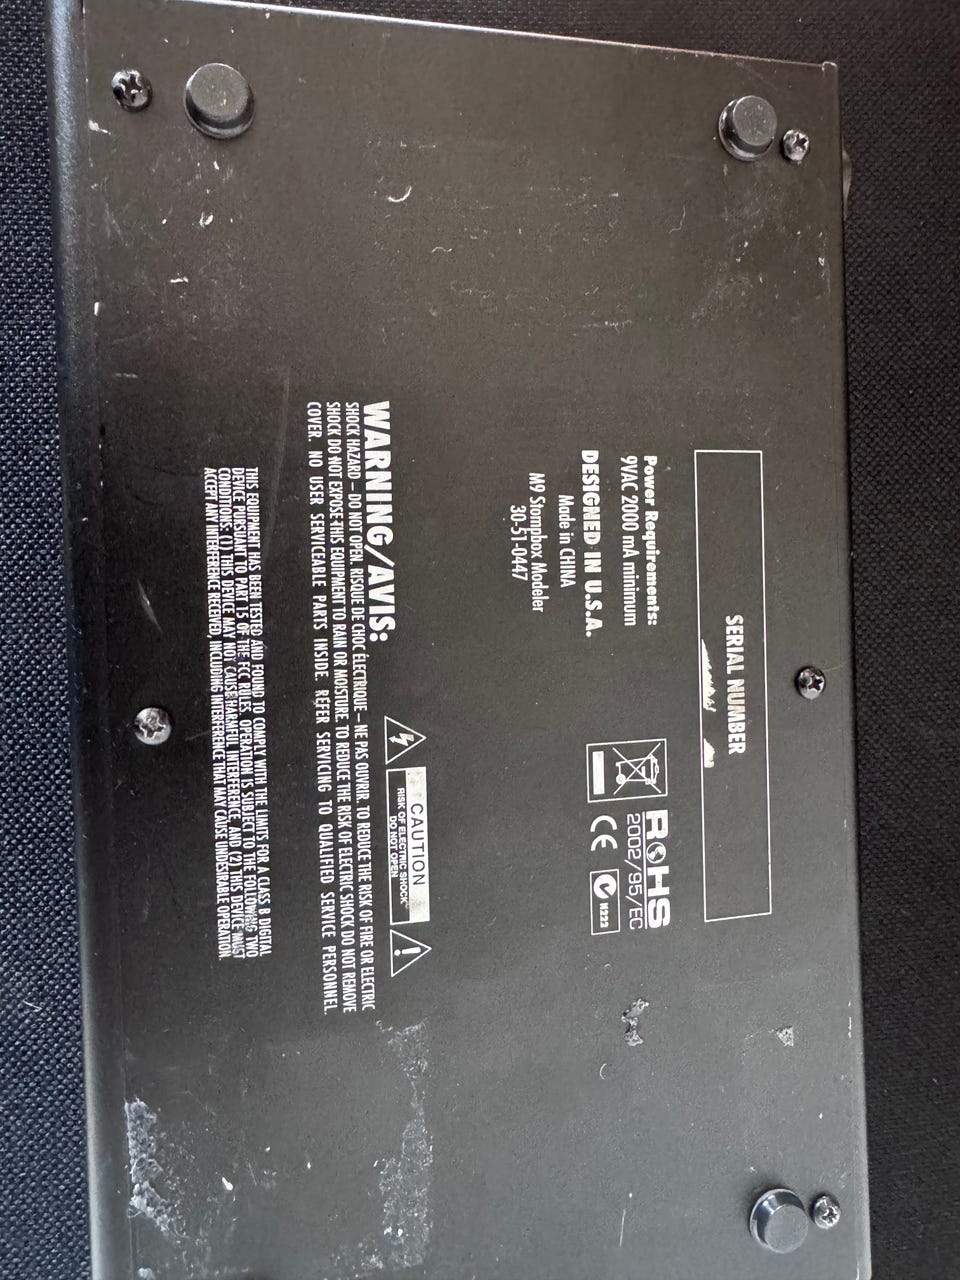 SERIAL NUMBER
Power Requirements:
9VAC 2000 mA minimum
DESIGNED IN U.S.A.
Made in CHINA
M9 Stompbox Modeler
30-51-0447
ROHS
2002/95/EC
CE
N222
CAUTION
RISK OF ELECTRIC SHOCK
DO NOT OPEN
WARNING/AVIS:
SHOCK HAZARD – DO NOT OPEN. RISQUE DE CHOC ÉLECTRIQUE – NE PAS OUVRIR. TO REDUCE THE RISK OF FIRE OR ELECTRIC
SHOCK DO NOT EXPOSE THIS EQUIPMENT TO RAIN OR MOISTURE. TO REDUCE THE RISK OF ELECTRIC SHOCK DO NOT REMOVE
COVER. NO USER SERVICEABLE PARTS INSIDE. REFER SERVICING TO QUALIFIED SERVICE PERSONNEL.
THIS EQUIPMENT HAS BEEN TESTED AND FOUND TO COMPLY WITH THE LIMITS FOR A CLASS B DIGITAL
DEVICE PURSUANT TO PART 15 OF THE FCC RULES. OPERATION IS SUBJECT TO THE FOLLOWING TWO
CONDITIONS: (1) THIS DEVICE MAY NOT CAUSE HARMFUL INTERFERENCE, AND (2) THIS DEVICE MUST
ACCEPT ANY INTERFERENCE RECEIVED, INCLUDING INTERFERENCE THAT MAY CAUSE UNDESIRABLE OPERATION.